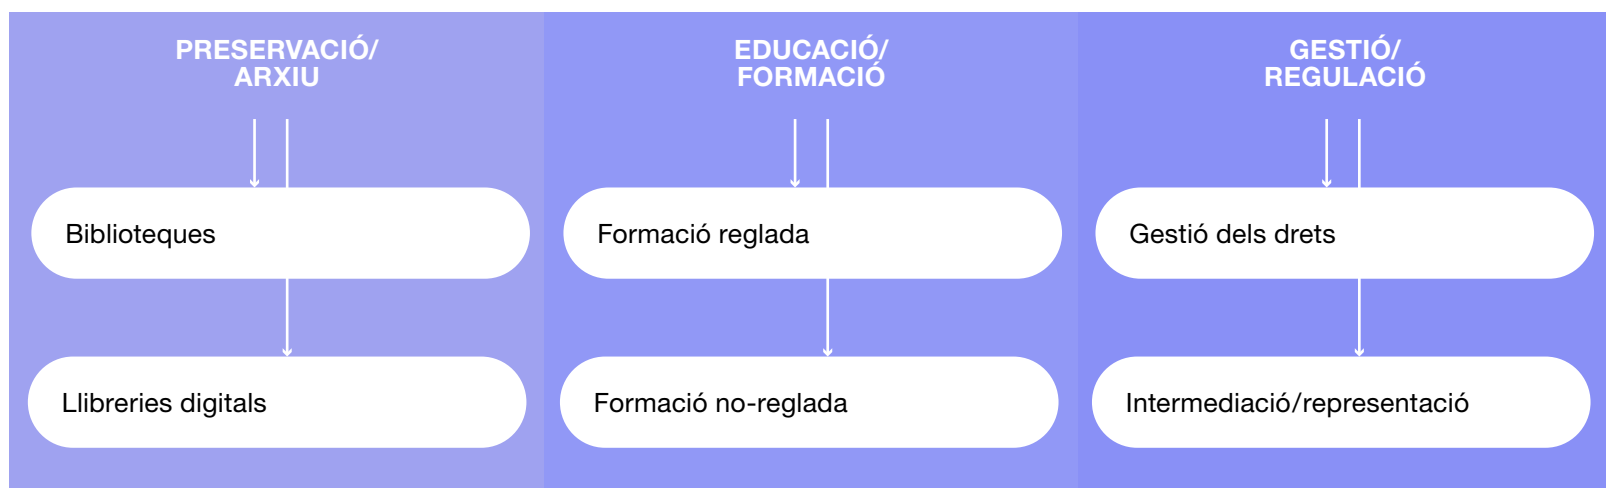 PRESERVACIÓ/
ARXIU
Biblioteques
Llibreries digitals
EDUCACIÓ/
FORMACIÓ
Formació reglada
Formació no-reglada
GESTIÓ/
REGULACIÓ
Gestió dels drets
Intermediació/representació